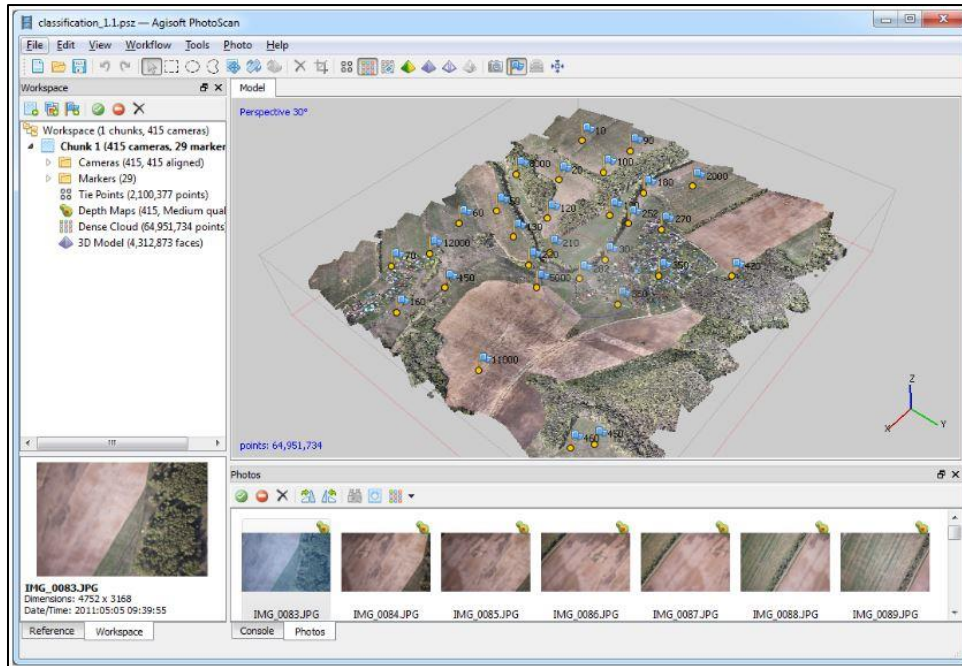 classification_1.1.psz — Agisoft PhotoScan
File Edit View Workflow Tools Photo Help
Workspace
Model
Workspace (1 chunks, 415 cameras)
Chunk 1 (415 cameras, 29 marker
Cameras (415, 415 aligned)
Markers (29)
Tie Points (2,100,377 points)
Depth Maps (415, Medium qual
Dense Cloud (64,951,734 points
3D Model (4,312,873 faces)
Perspective 30°
10
90
100
20
180
2000
60
120
252
270
130
210
12000
70
220
30
450
5000
350
420
160
11000
460
Z
X
Y
points: 64,951,734
Photos
IMG_0083.JPG
Dimensions: 4752 x 3168
Date/Time: 2011:05:05 09:39:55
IMG_0083.JPG IMG_0084.JPG IMG_0085.JPG IMG_0086.JPG IMG_0087.JPG IMG_0088.JPG IMG_0089.JPG
Reference Workspace
Console Photos